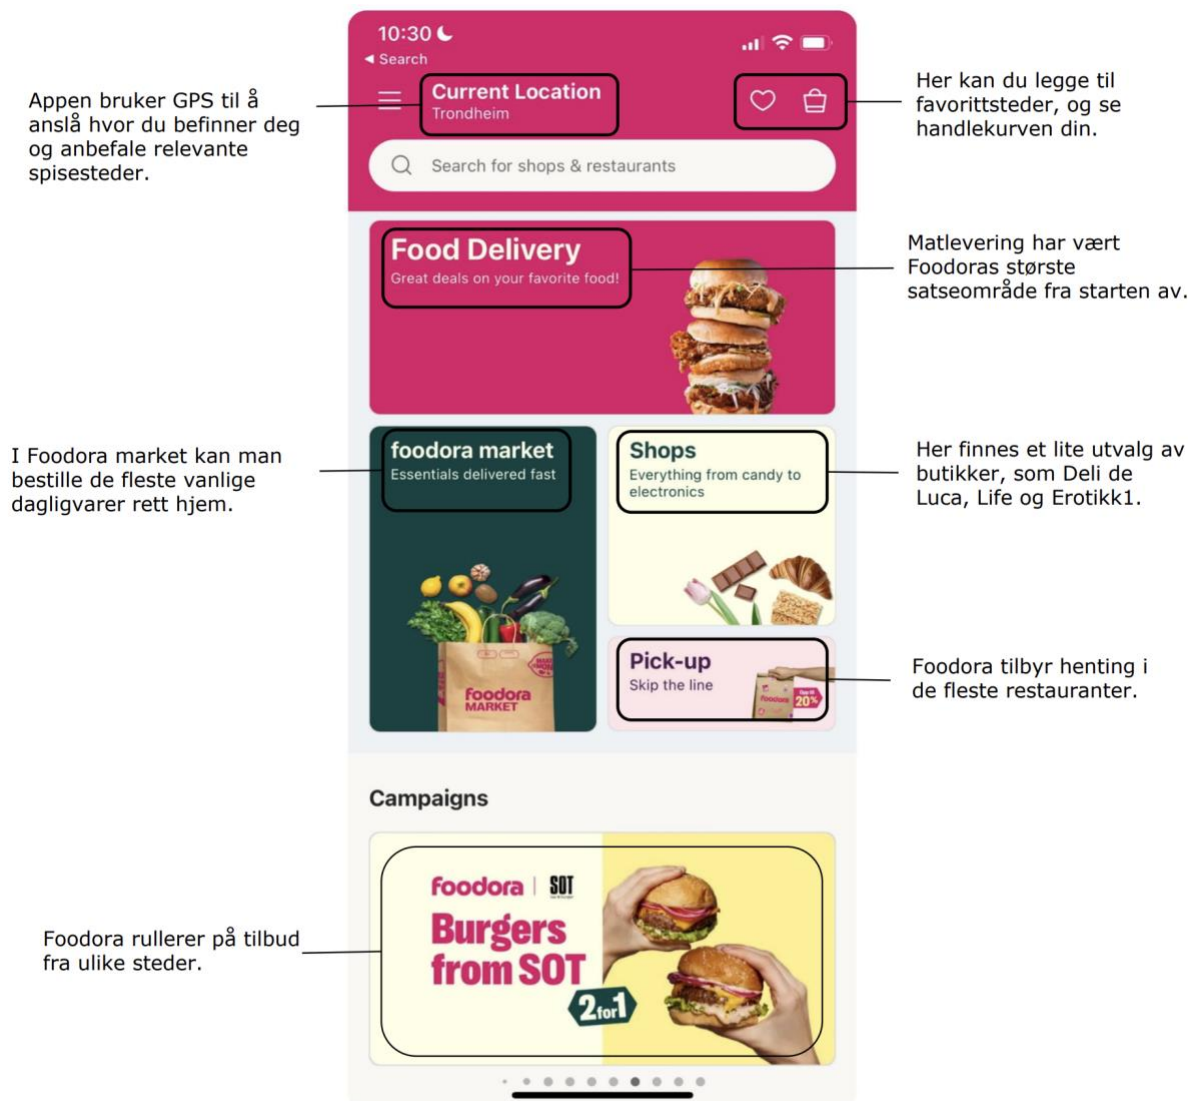 10:30
Search
Current Location
Trondheim
Appen bruker GPS til å
anslå hvor du befinner deg
og anbefale relevante
spisesteder.
Her kan du legge til
favorittsteder, og se
handlekurven din.
Search for shops & restaurants
Food Delivery
Great deals on your favorite food!
Matlevering har vært
Foodoras største
satseområde fra starten av.
I Foodora market kan man
bestille de fleste vanlige
dagligvarer rett hjem.
foodora market
Essentials delivered fast
foodora
MARKET
Shops
Everything from candy to
electronics
Her finnes et lite utvalg av
butikker, som Deli de
Luca, Life og Erotikk1.
Pick-up
Skip the line
foodora
20%
Foodora tilbyr henting i
de fleste restauranter.
Campaigns
Foodora rullerer på tilbud
fra ulike steder.
foodora | SOT
Burgers
from SOT
2 for 1